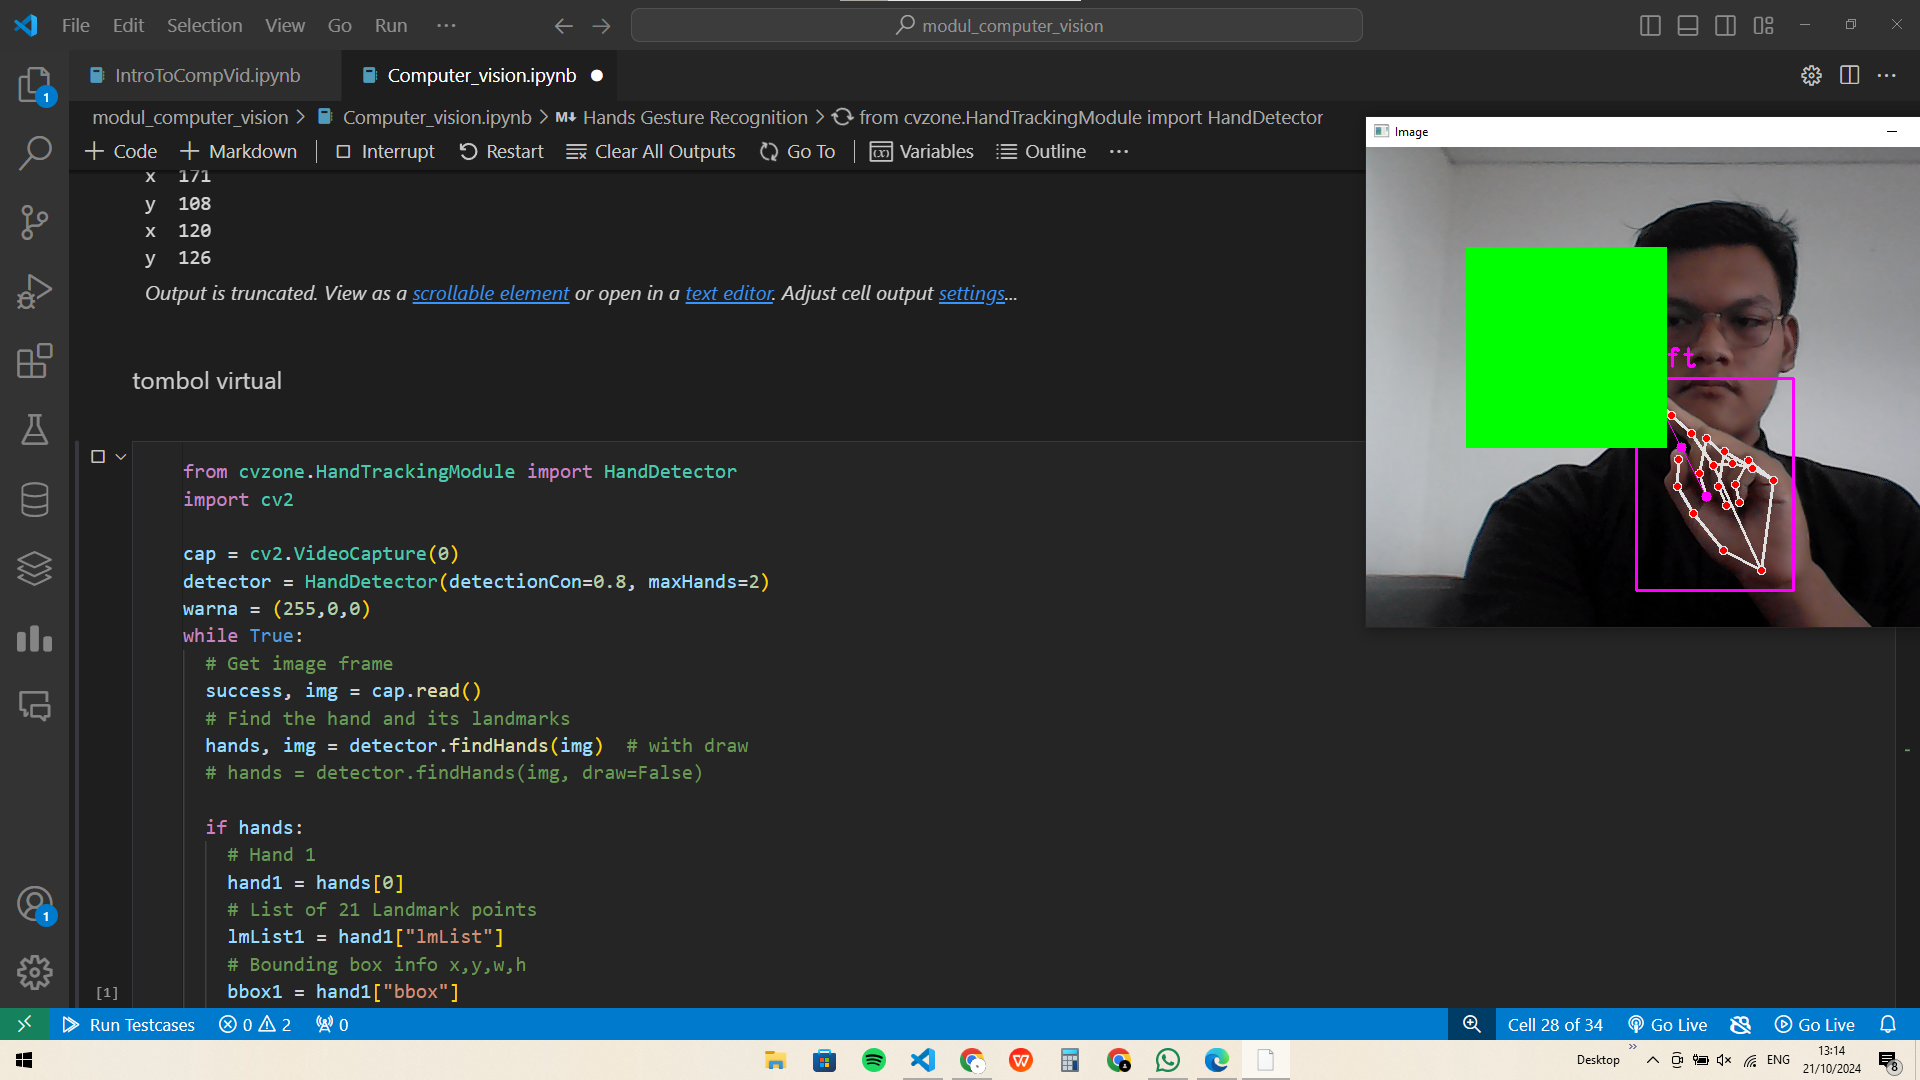 File Edit Selection View Go Run ··· modul_computer_vision
IntroToCompVid.ipynb Computer_vision.ipynb
modul_computer_vision > Computer_vision.ipynb > M↓ Hands Gesture Recognition > from cvzone.HandTrackingModule import HandDetector
+ Code + Markdown Interrupt Restart Clear All Outputs Go To Variables Outline ···
x 171
y 108
x 120
y 126
Output is truncated. View as a scrollable element or open in a text editor. Adjust cell output settings...
tombol virtual
from cvzone.HandTrackingModule import HandDetector
import cv2
cap = cv2.VideoCapture(0)
detector = HandDetector(detectionCon=0.8, maxHands=2)
warna = (255,0,0)
while True:
# Get image frame
success, img = cap.read()
# Find the hand and its landmarks
hands, img = detector.findHands(img) # with draw
# hands = detector.findHands(img, draw=False)
if hands:
# Hand 1
hand1 = hands[0]
# List of 21 Landmark points
lmList1 = hand1["lmList"]
# Bounding box info x,y,w,h
bbox1 = hand1["bbox"]
[1]
Image
ft
1
1
Run Testcases 0 2 0 Cell 28 of 34 Go Live Go Live
Desktop » ENG 13:14
21/10/2024 8